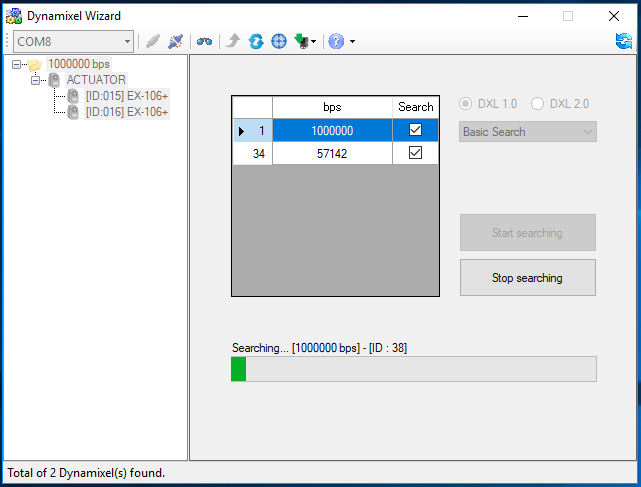 Dynamixel Wizard
COM8
1000000 bps
ACTUATOR
[ID:015] EX-106+
[ID:016] EX-106+
bps Search
1 1000000
34 57142
DXL 1.0 DXL 2.0
Basic Search
Start searching
Stop searching
Searching... [1000000 bps] - [ID : 38]
Total of 2 Dynamixel(s) found.